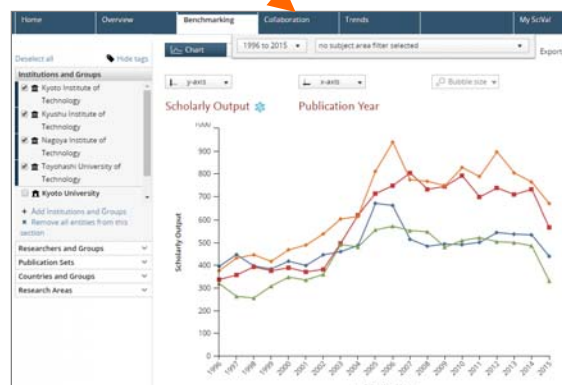 Home Overview Benchmarking Collaboration Trends My SciVal
Deselect all Hide tags
Chart 1996 to 2015 no subject area filter selected Export
Institutions and Groups
Kyoto Institute of
Technology
Kyushu Institute of
Technology
Nagoya Institute of
Technology
Toyohashi University of
Technology
Kyoto University
+ Add Institutions and Groups
× Remove all entities from this
section
Researchers and Groups
Publication Sets
Countries and Groups
Research Areas
y-axis x-axis Bubble size
Scholarly Output Publication Year
900
800
700
600
500
400
300
200
100
0
Scholarly Output
1996 1997 1998 1999 2000 2001 2002 2003 2004 2005 2006 2007 2008 2009 2010 2011 2012 2013 2014 2015